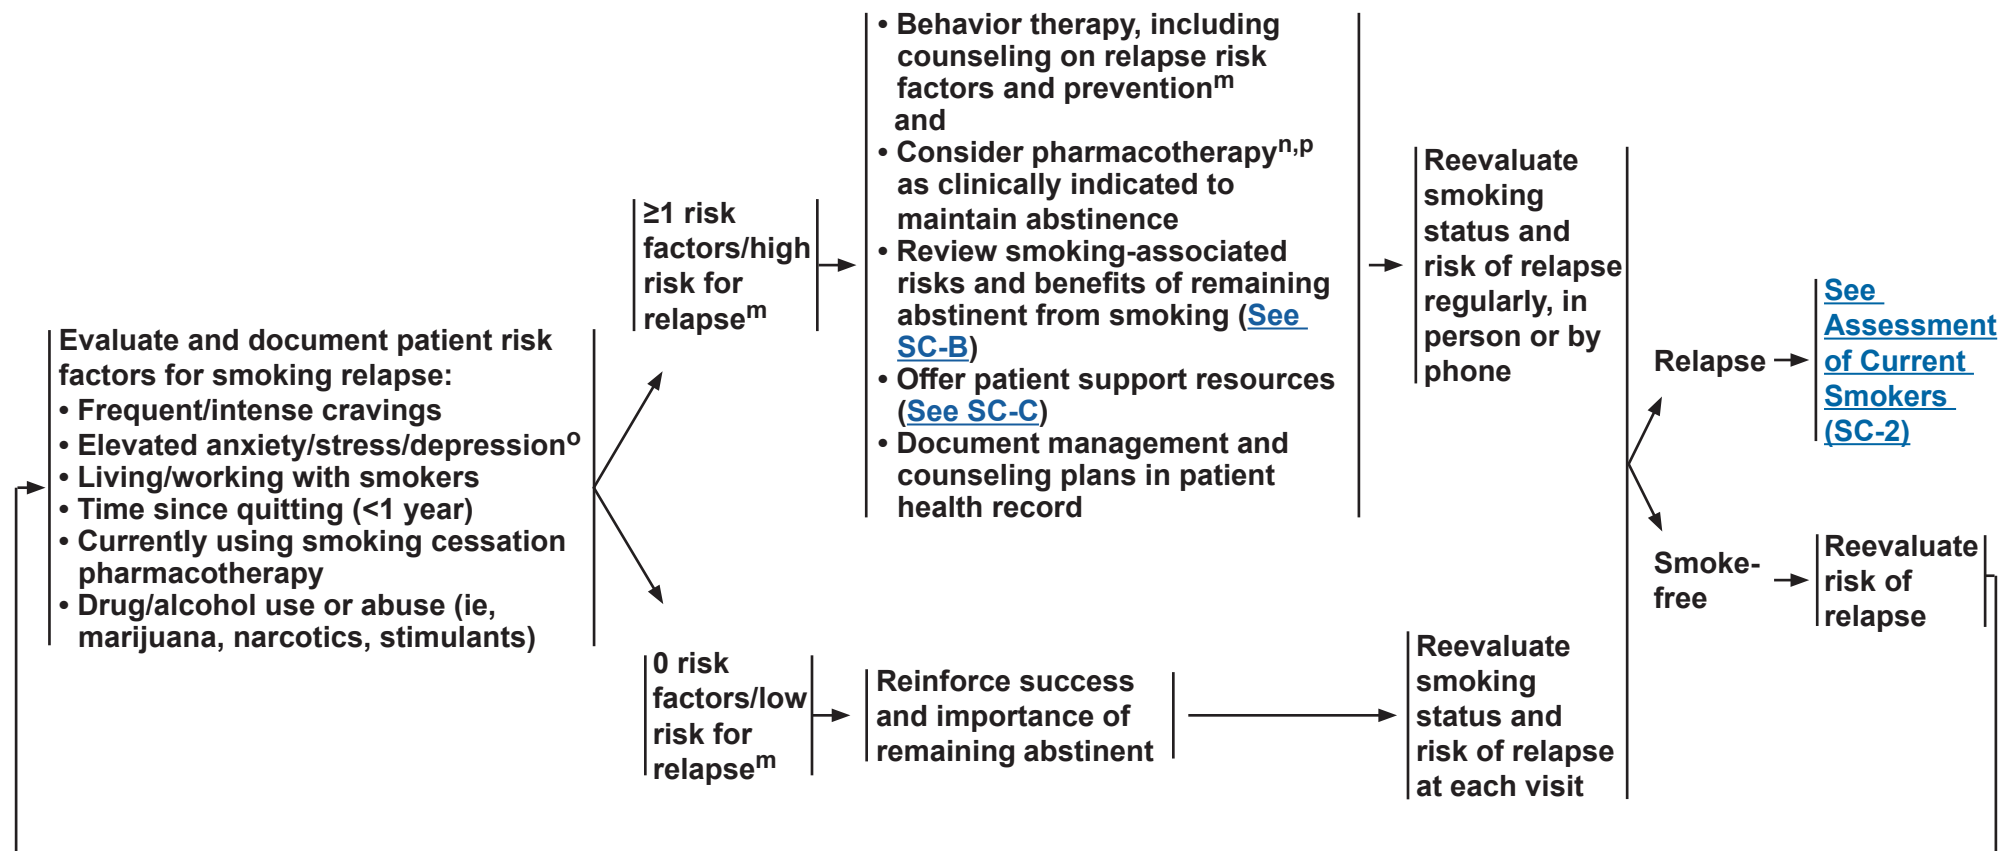 Evaluate and document patient risk
factors for smoking relapse:
• Frequent/intense cravings
• Elevated anxiety/stress/depressiono
• Living/working with smokers
• Time since quitting (<1 year)
• Currently using smoking cessation
pharmacotherapy
• Drug/alcohol use or abuse (ie,
marijuana, narcotics, stimulants)
≥1 risk
factors/high
risk for
relapsem
• Behavior therapy, including
counseling on relapse risk
factors and preventionm
and
• Consider pharmacotherapyn,p
as clinically indicated to
maintain abstinence
• Review smoking-associated
risks and benefits of remaining
abstinent from smoking (See
SC-B)
• Offer patient support resources
(See SC-C)
• Document management and
counseling plans in patient
health record
Reevaluate
smoking
status and
risk of relapse
regularly, in
person or by
phone
0 risk
factors/low
risk for
relapsem
Reinforce success
and importance of
remaining abstinent
Reevaluate
smoking
status and
risk of relapse
at each visit
Relapse
See
Assessment
of Current
Smokers
(SC-2)
Smoke-
free
Reevaluate
risk of
relapse